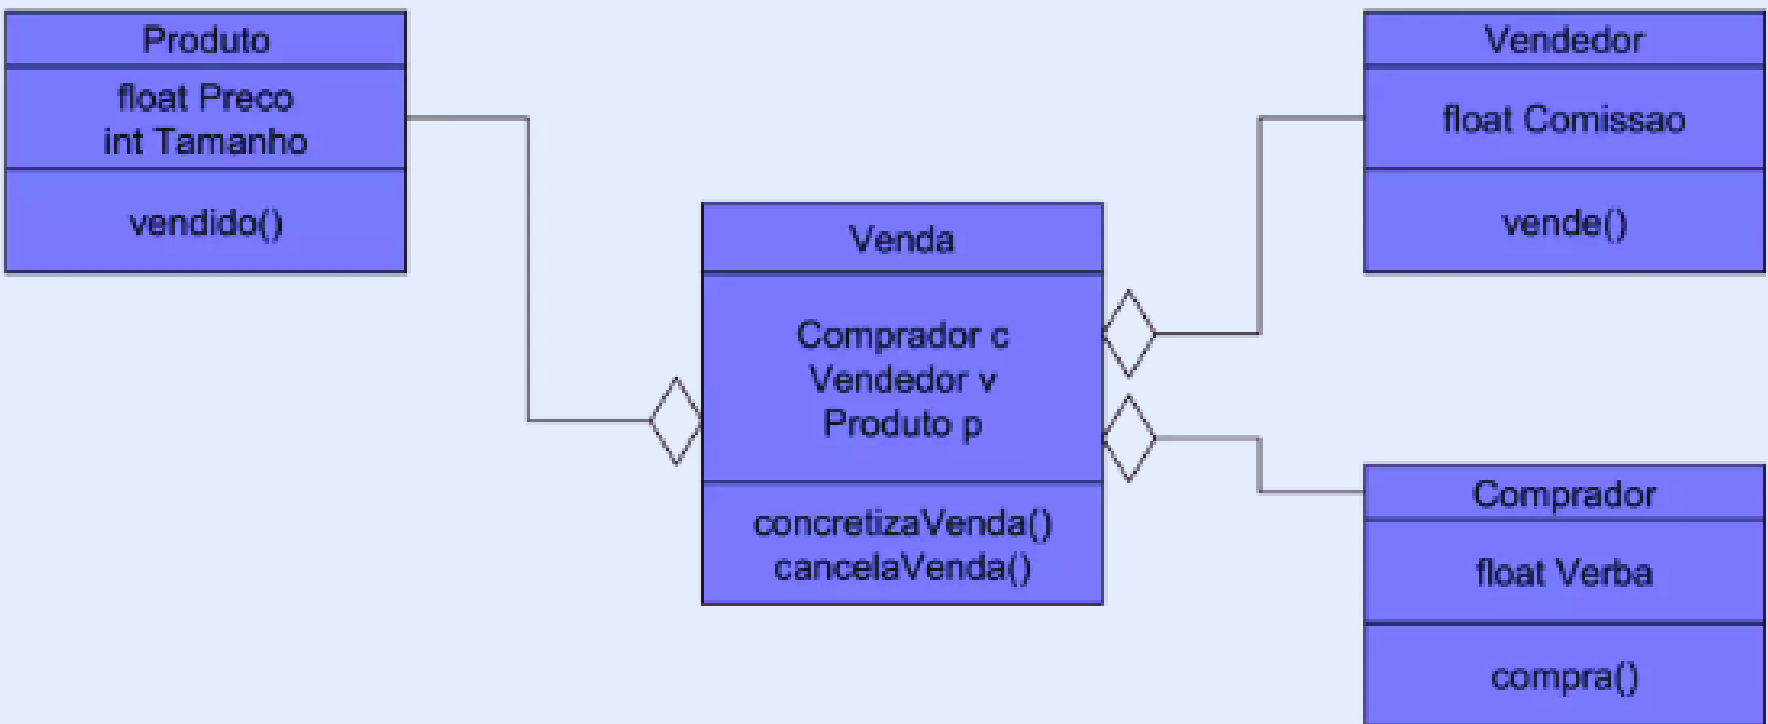 Produto
float Preco
int Tamanho
vendido()
Venda
Comprador c
Vendedor v
Produto p
concretizaVenda()
cancelaVenda()
Vendedor
float Comissao
vende()
Comprador
float Verba
compra()